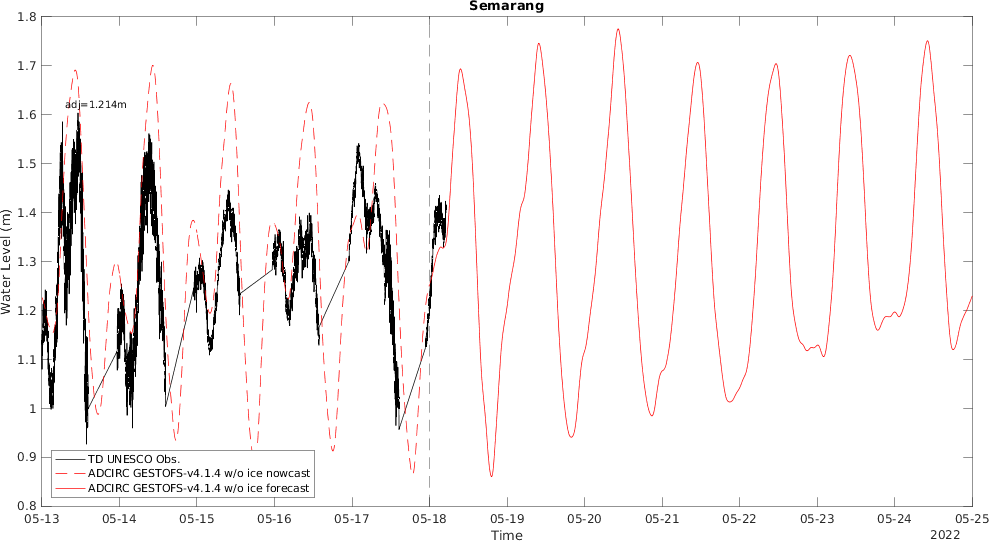 Semarang
1.8
1.7
1.6
1.5
1.4
1.3
1.2
1.1
1
0.9
0.8
Water Level (m)
adj=1.214m
TD UNESCO Obs.
ADCIRC GESTOFS-v4.1.4 w/o ice nowcast
ADCIRC GESTOFS-v4.1.4 w/o ice forecast
05-13 05-14 05-15 05-16 05-17 05-18 05-19 05-20 05-21 05-22 05-23 05-24 05-25
Time
2022